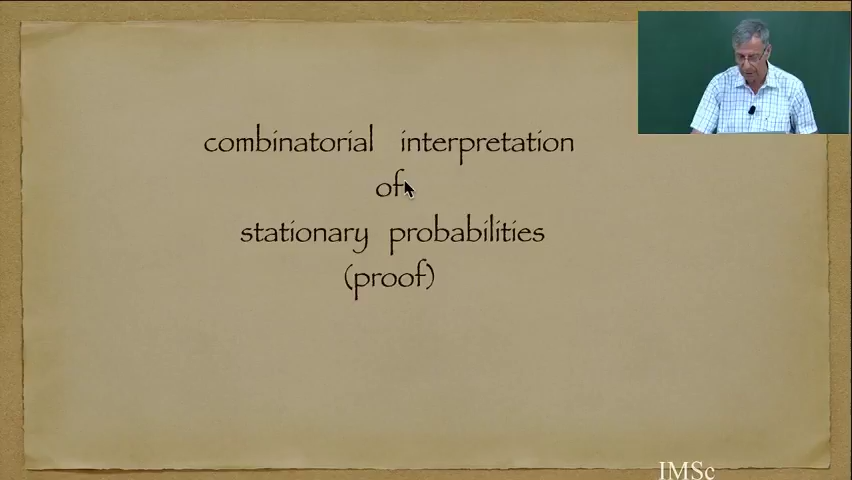 combinatorial interpretation
of
stationary probabilities
(proof)
IMSc